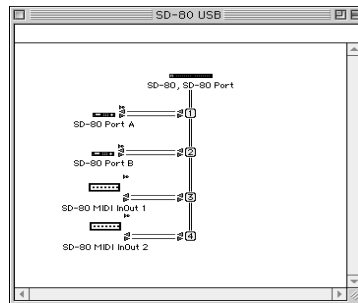 SD-80 USB
SD-80, SD-80 Port
1
SD-80 Port A
2
SD-80 Port B
3
SD-80 MIDI InOut 1
4
SD-80 MIDI InOut 2